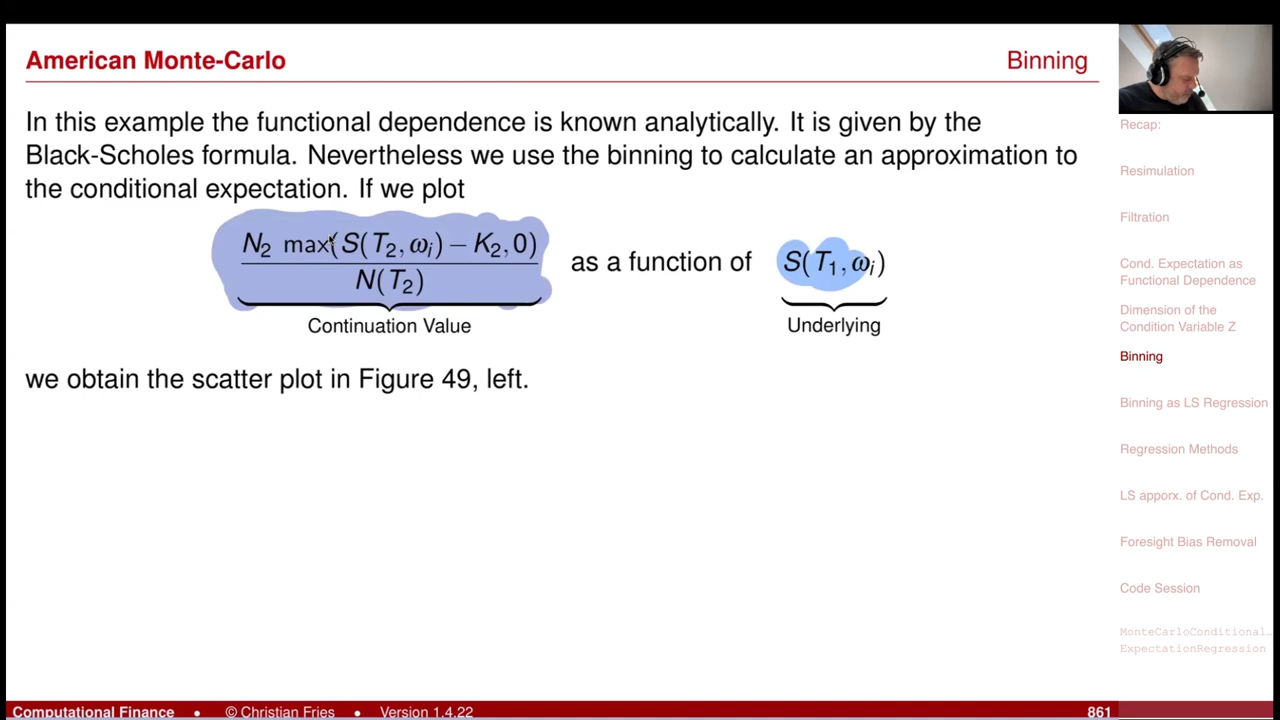 American Monte-Carlo
Binning
In this example the functional dependence is known analytically. It is given by the
Black-Scholes formula. Nevertheless we use the binning to calculate an approximation to
the conditional expectation. If we plot
N₂ max(S(T₂, ωᵢ) − K₂, 0)
N(T₂)
Continuation Value
as a function of
S(T₁, ωᵢ)
Underlying
we obtain the scatter plot in Figure 49, left.
Recap:
Resimulation
Filtration
Cond. Expectation as
Functional Dependence
Dimension of the
Condition Variable Z
Binning
Binning as LS Regression
Regression Methods
LS apporx. of Cond. Exp.
Foresight Bias Removal
Code Session
MonteCarloConditional…
ExpectationRegression
Computational Finance • © Christian Fries • Version 1.4.22
861